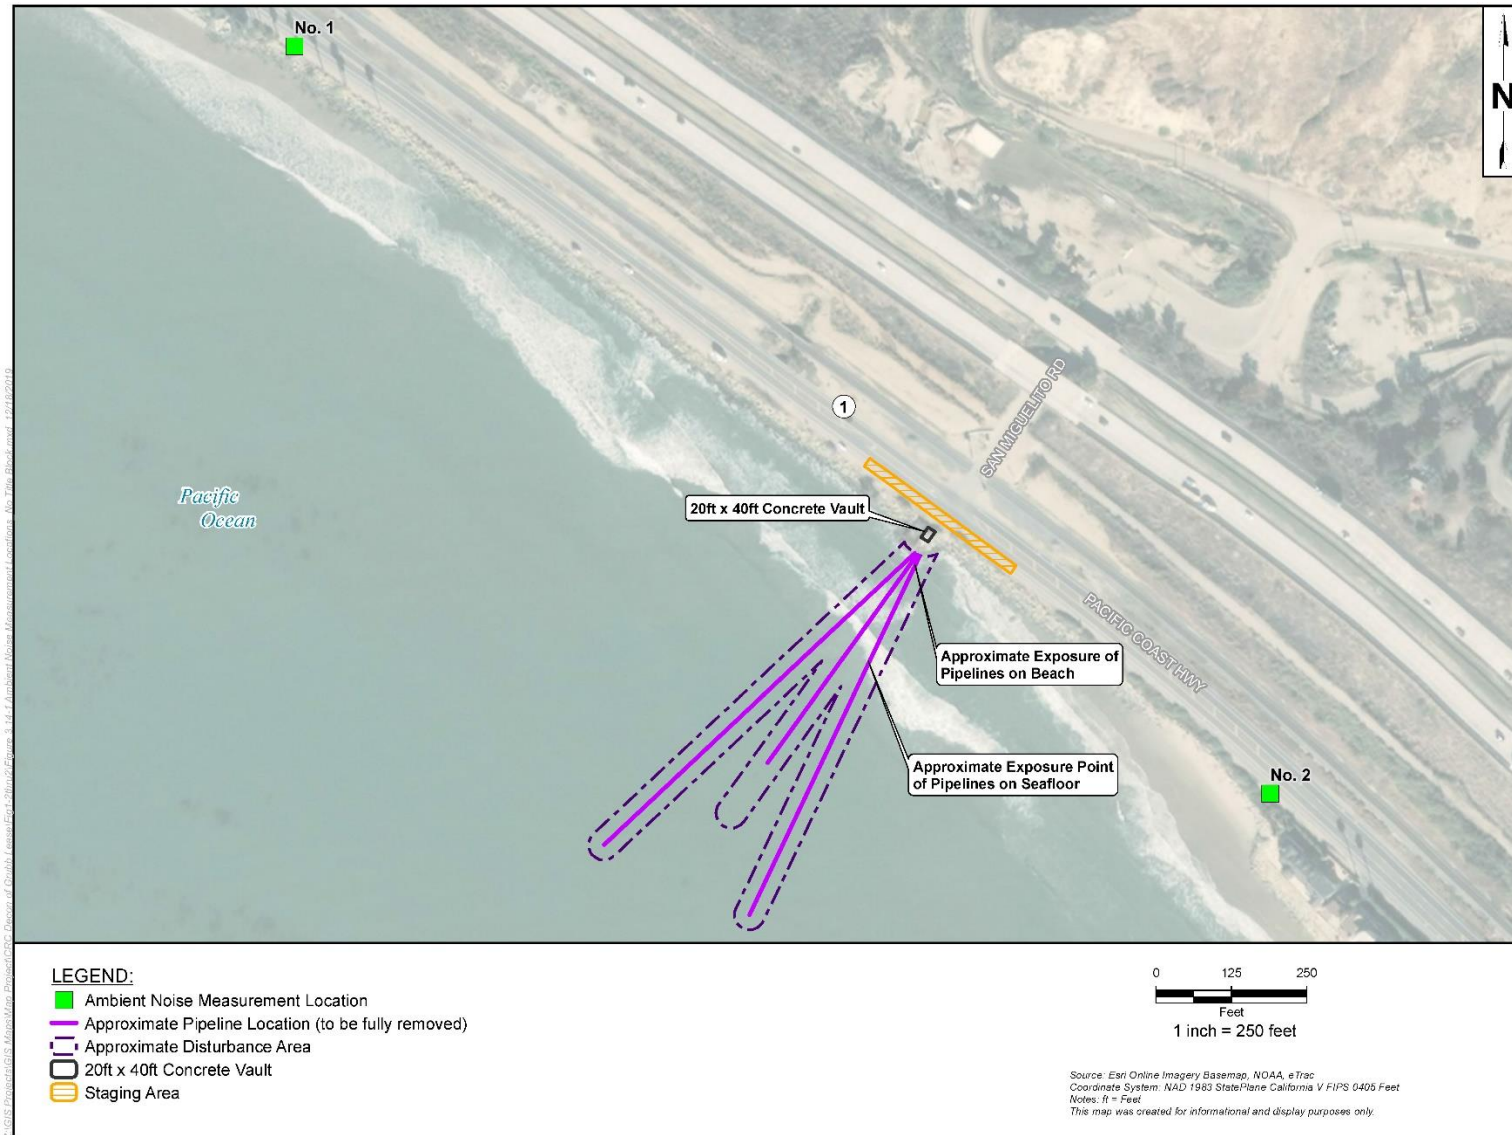 No. 1
N
1
SAN MIGUELITO RD
Pacific
Ocean
20ft x 40ft Concrete Vault
PACIFIC COAST HWY
Approximate Exposure of
Pipelines on Beach
Approximate Exposure Point
of Pipelines on Seafloor
No. 2
LEGEND:
Ambient Noise Measurement Location
Approximate Pipeline Location (to be fully removed)
Approximate Disturbance Area
20ft x 40ft Concrete Vault
Staging Area
0 125 250
Feet
1 inch = 250 feet
Source: Esri Online Imagery Basemap, NOAA, eTrac
Coordinate System: NAD 1983 StatePlane California V FIPS 0405 Feet
Notes: ft = Feet
This map was created for informational and display purposes only.